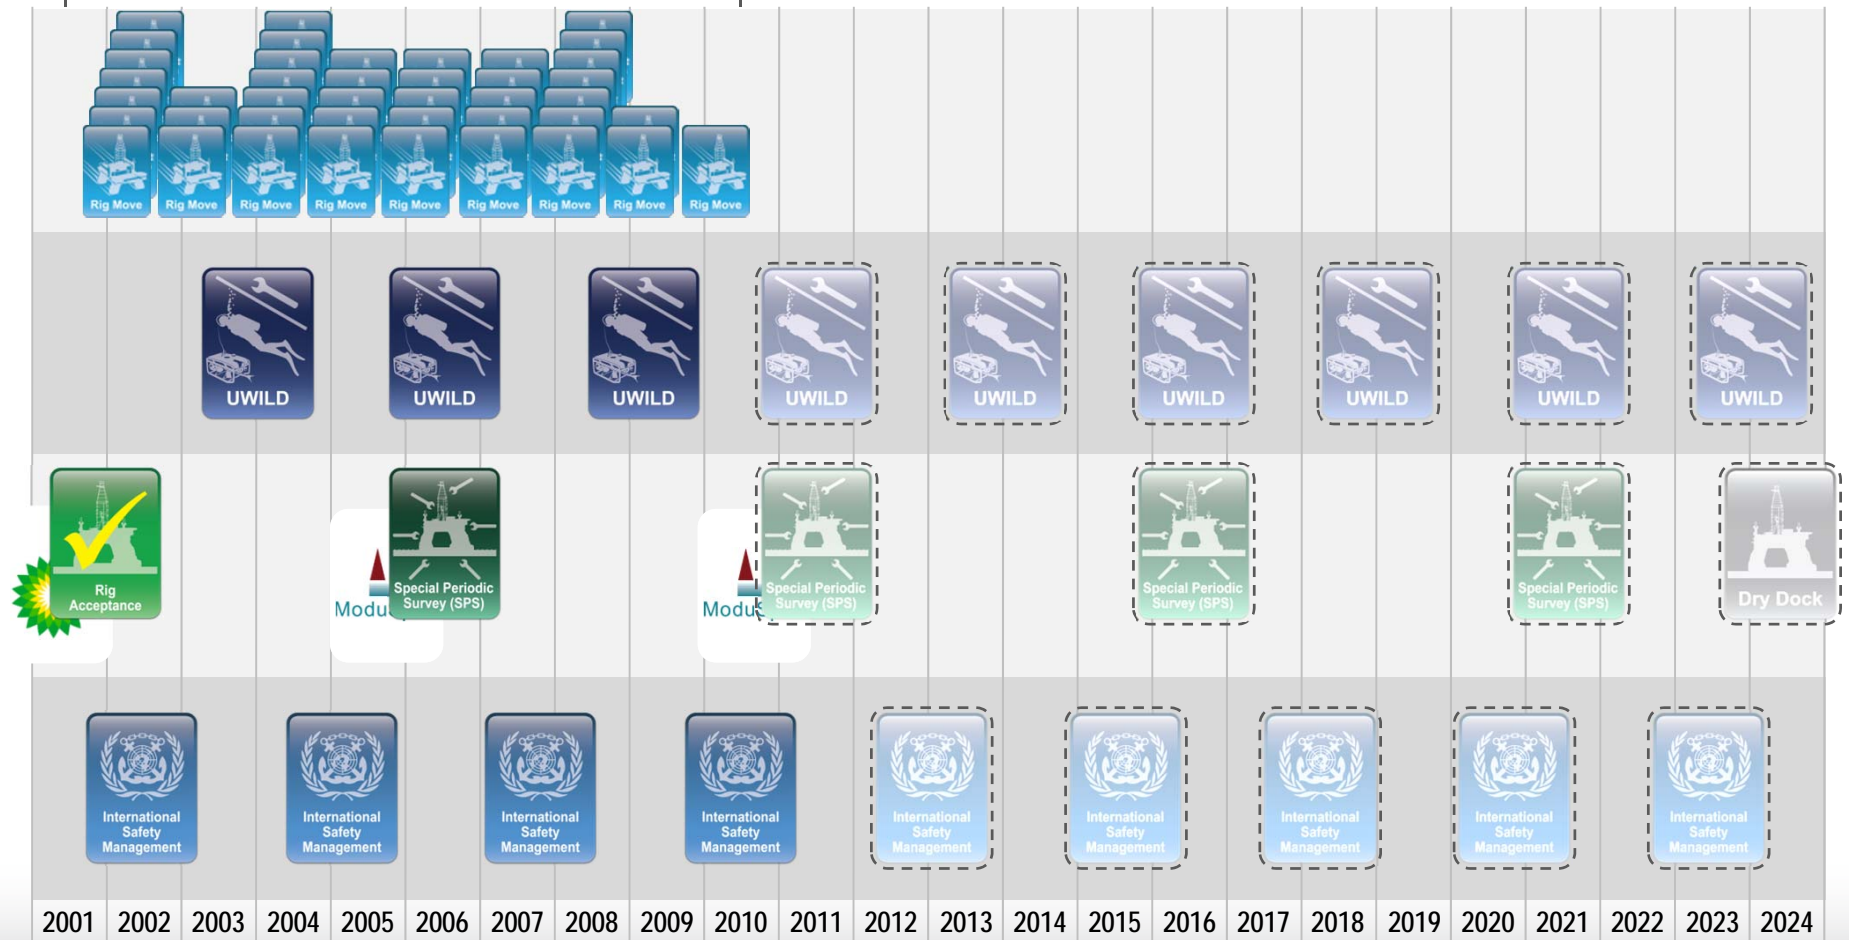 Rig Move Rig Move Rig Move Rig Move Rig Move Rig Move Rig Move Rig Move Rig Move
UWILD UWILD UWILD UWILD UWILD UWILD UWILD UWILD UWILD
Rig
Acceptance
Modu
Special Periodic
Survey (SPS)
Modu
Special Periodic
Survey (SPS)
Special Periodic
Survey (SPS)
Special Periodic
Survey (SPS)
Dry Dock
International
Safety
Management
International
Safety
Management
International
Safety
Management
International
Safety
Management
International
Safety
Management
International
Safety
Management
International
Safety
Management
International
Safety
Management
International
Safety
Management
2001 2002 2003 2004 2005 2006 2007 2008 2009 2010 2011 2012 2013 2014 2015 2016 2017 2018 2019 2020 2021 2022 2023 2024